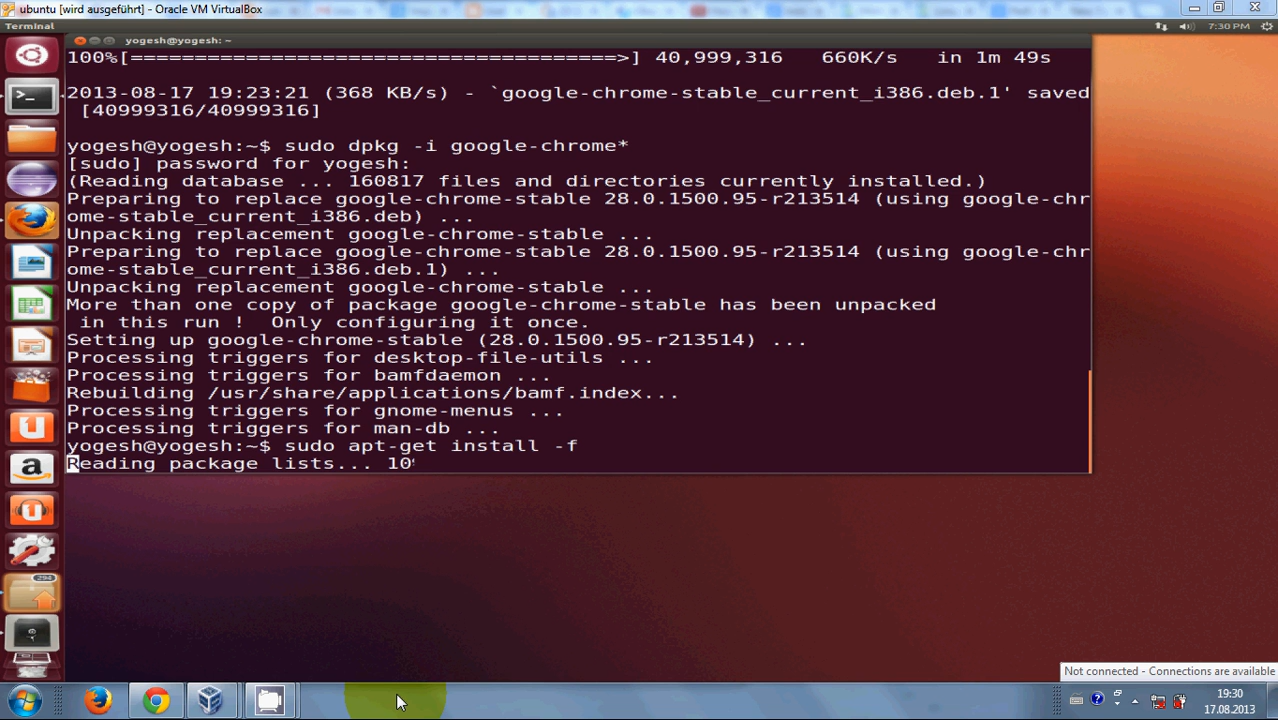 ubuntu [wird ausgeführt] - Oracle VM VirtualBox
Terminal
7:30 PM
yogesh@yogesh: ~
100%[======================================>] 40,999,316 660K/s in 1m 49s
2013-08-17 19:23:21 (368 KB/s) - `google-chrome-stable_current_i386.deb.1' saved
[40999316/40999316]
yogesh@yogesh:~$ sudo dpkg -i google-chrome*
[sudo] password for yogesh:
(Reading database ... 160817 files and directories currently installed.)
Preparing to replace google-chrome-stable 28.0.1500.95-r213514 (using google-chr
ome-stable_current_i386.deb) ...
Unpacking replacement google-chrome-stable ...
Preparing to replace google-chrome-stable 28.0.1500.95-r213514 (using google-chr
ome-stable_current_i386.deb.1) ...
Unpacking replacement google-chrome-stable ...
More than one copy of package google-chrome-stable has been unpacked
in this run ! Only configuring it once.
Setting up google-chrome-stable (28.0.1500.95-r213514) ...
Processing triggers for desktop-file-utils ...
Processing triggers for bamfdaemon ...
Rebuilding /usr/share/applications/bamf.index...
Processing triggers for gnome-menus ...
Processing triggers for man-db ...
yogesh@yogesh:~$ sudo apt-get install -f
Reading package lists... 10
294
Not connected - Connections are available
19:30
17.08.2013